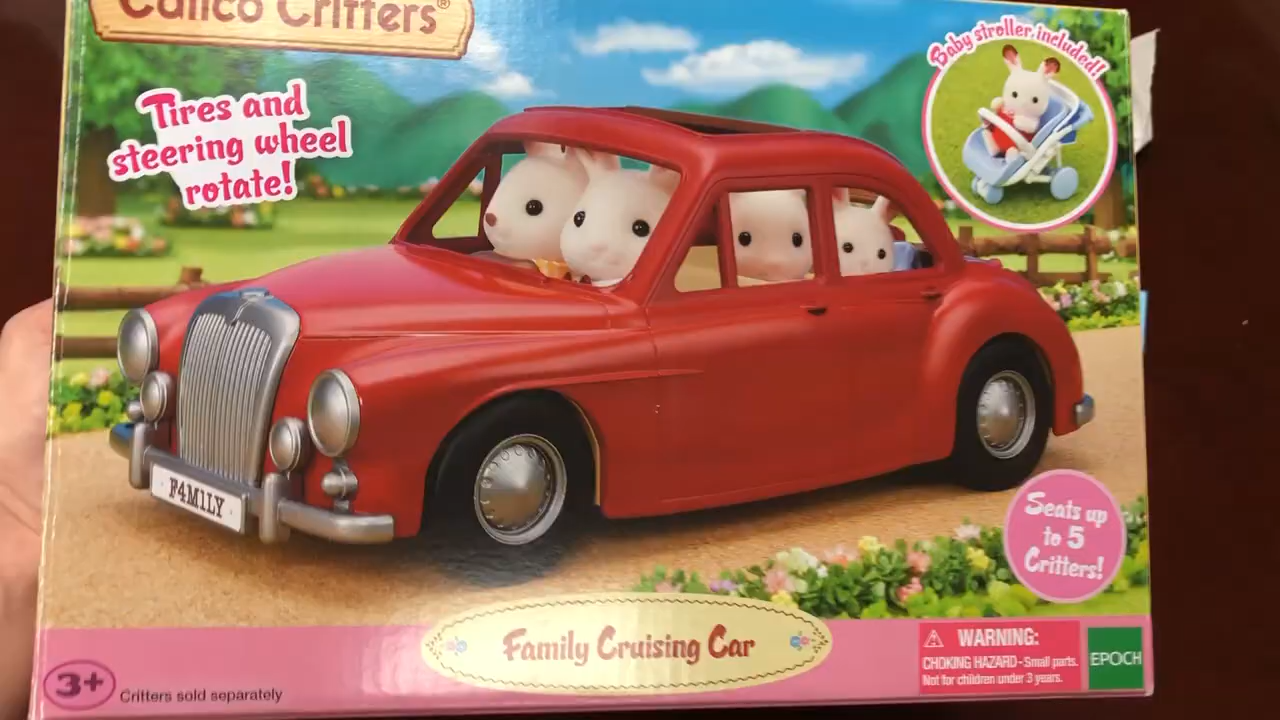 Calico Critters®
Baby stroller included!
Tires and
steering wheel
rotate!
F4M1LY
Seats up
to 5
Critters!
Family Cruising Car
3+
Critters sold separately
WARNING:
CHOKING HAZARD-Small parts.
Not for children under 3 years.
EPOCH